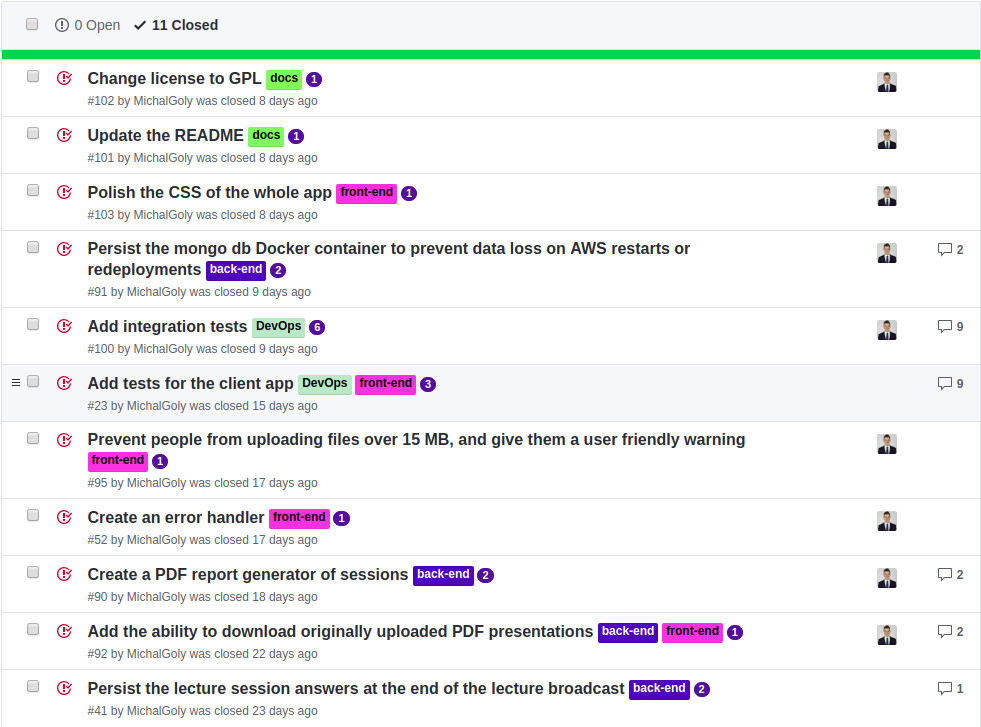 0 Open 11 Closed
Change license to GPL docs 1
#102 by MichalGoly was closed 8 days ago
Update the README docs 1
#101 by MichalGoly was closed 8 days ago
Polish the CSS of the whole app front-end 1
#103 by MichalGoly was closed 8 days ago
Persist the mongo db Docker container to prevent data loss on AWS restarts or 2
redeployments back-end 2
#91 by MichalGoly was closed 9 days ago
Add integration tests DevOps 6 9
#100 by MichalGoly was closed 9 days ago
Add tests for the client app DevOps front-end 3 9
#23 by MichalGoly was closed 15 days ago
Prevent people from uploading files over 15 MB, and give them a user friendly warning
front-end 1
#95 by MichalGoly was closed 17 days ago
Create an error handler front-end 1
#52 by MichalGoly was closed 17 days ago
Create a PDF report generator of sessions back-end 2 2
#90 by MichalGoly was closed 18 days ago
Add the ability to download originally uploaded PDF presentations back-end front-end 1 2
#92 by MichalGoly was closed 22 days ago
Persist the lecture session answers at the end of the lecture broadcast back-end 2 1
#41 by MichalGoly was closed 23 days ago